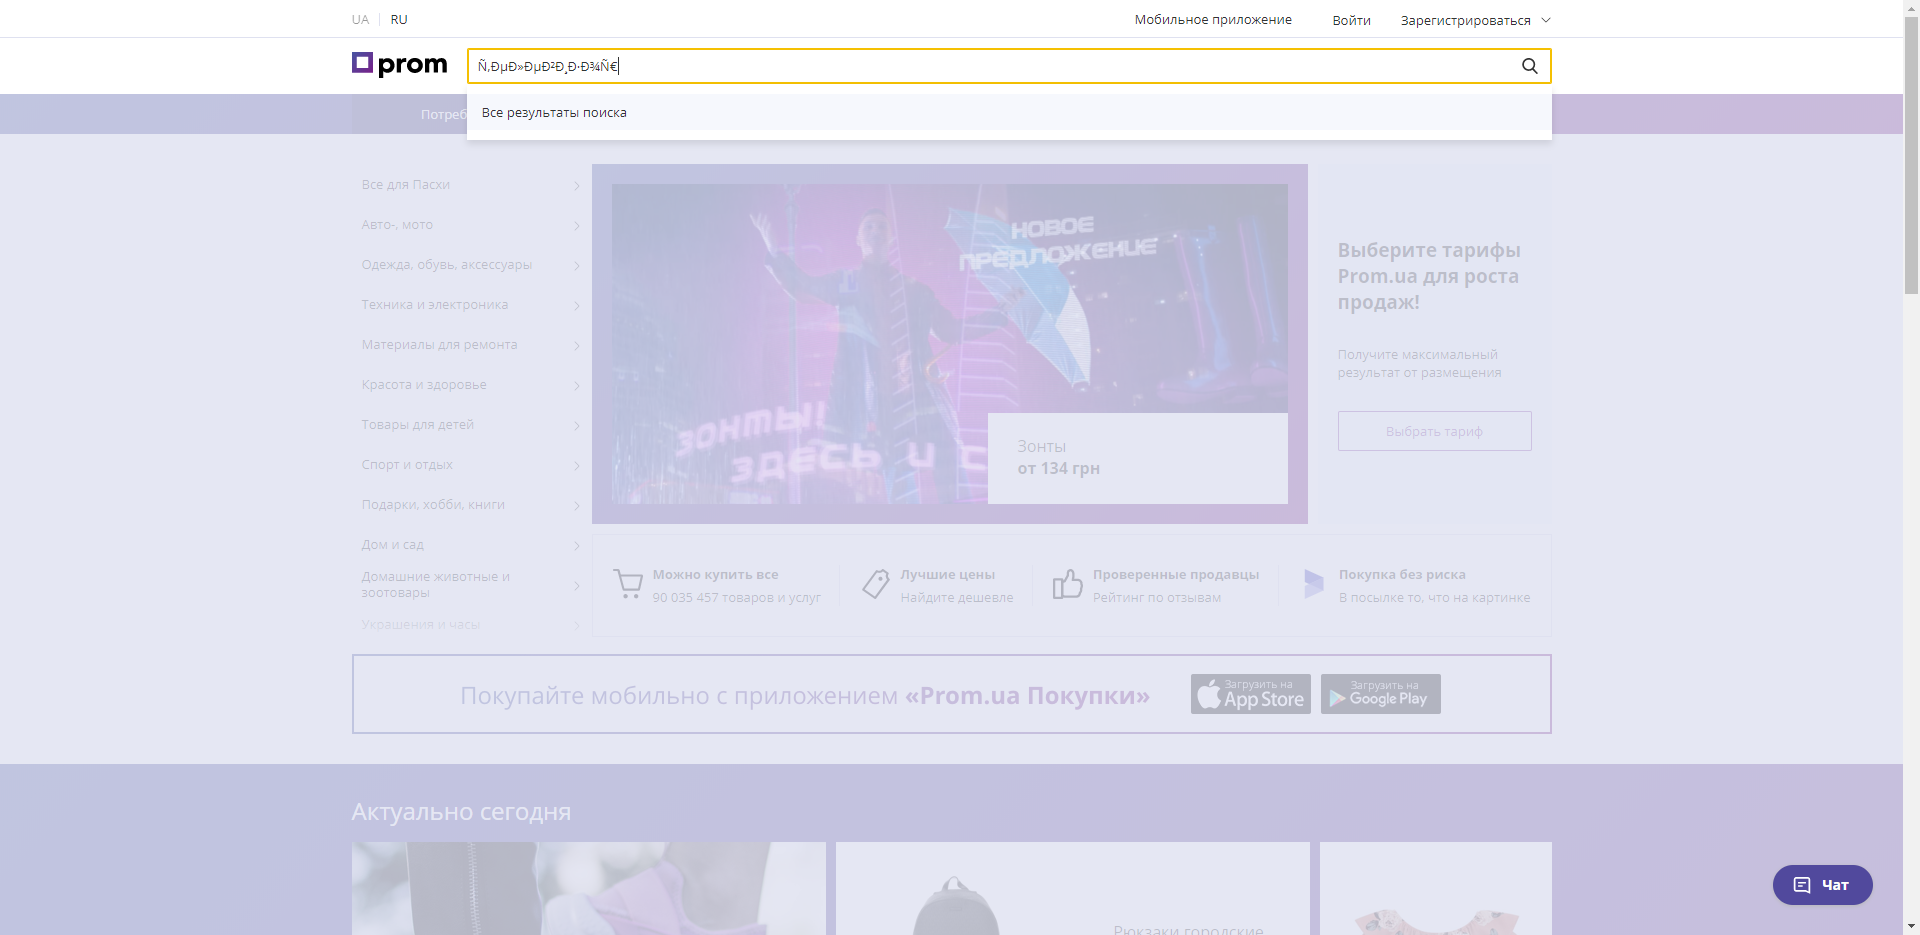 UA
RU
Мобильное приложение
Войти
Зарегистрироваться
prom
Ñ‚ÐµÐ»ÐµÐ²Ð¸Ð·Ð¾Ñ€
Потреб
Все результаты поиска
Все для Пасхи
Авто-, мото
Одежда, обувь, аксессуары
Техника и электроника
Материалы для ремонта
Красота и здоровье
Товары для детей
Спорт и отдых
Подарки, хобби, книги
Дом и сад
Домашние животные и
зоотовары
Украшения и часы
НОВОЕ
ПРЕДЛОЖЕНИЕ
ЗОНТЫ!
ЗДЕСЬ И С
Зонты
от 134 грн
Выберите тарифы
Prom.ua для роста
продаж!
Получите максимальный
результат от размещения
Выбрать тариф
Можно купить все
90 035 457 товаров и услуг
Лучшие цены
Найдите дешевле
Проверенные продавцы
Рейтинг по отзывам
Покупка без риска
В посылке то, что на картинке
Покупайте мобильно с приложением «Prom.ua Покупки»
Загрузить на
App Store
Загрузить на
Google Play
Актуально сегодня
Рюкзаки городские
Чат